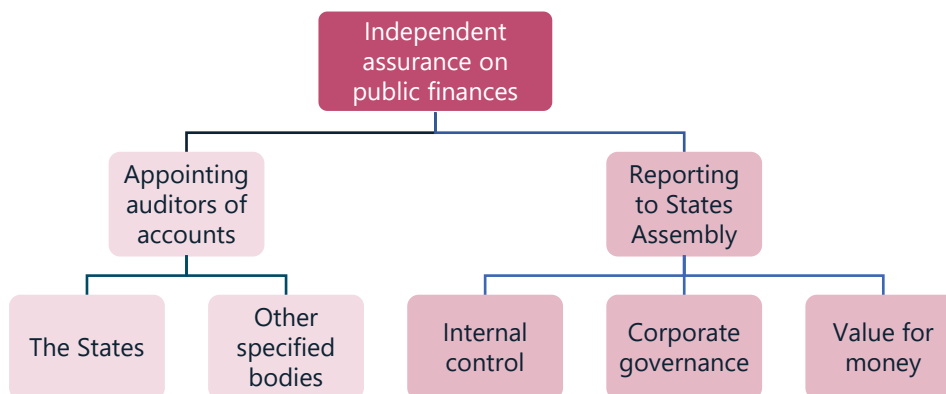 Independent
assurance on
public finances
Appointing
auditors of
accounts
Reporting
to States
Assembly
The States
Other
specified
bodies
Internal
control
Corporate
governance
Value for
money